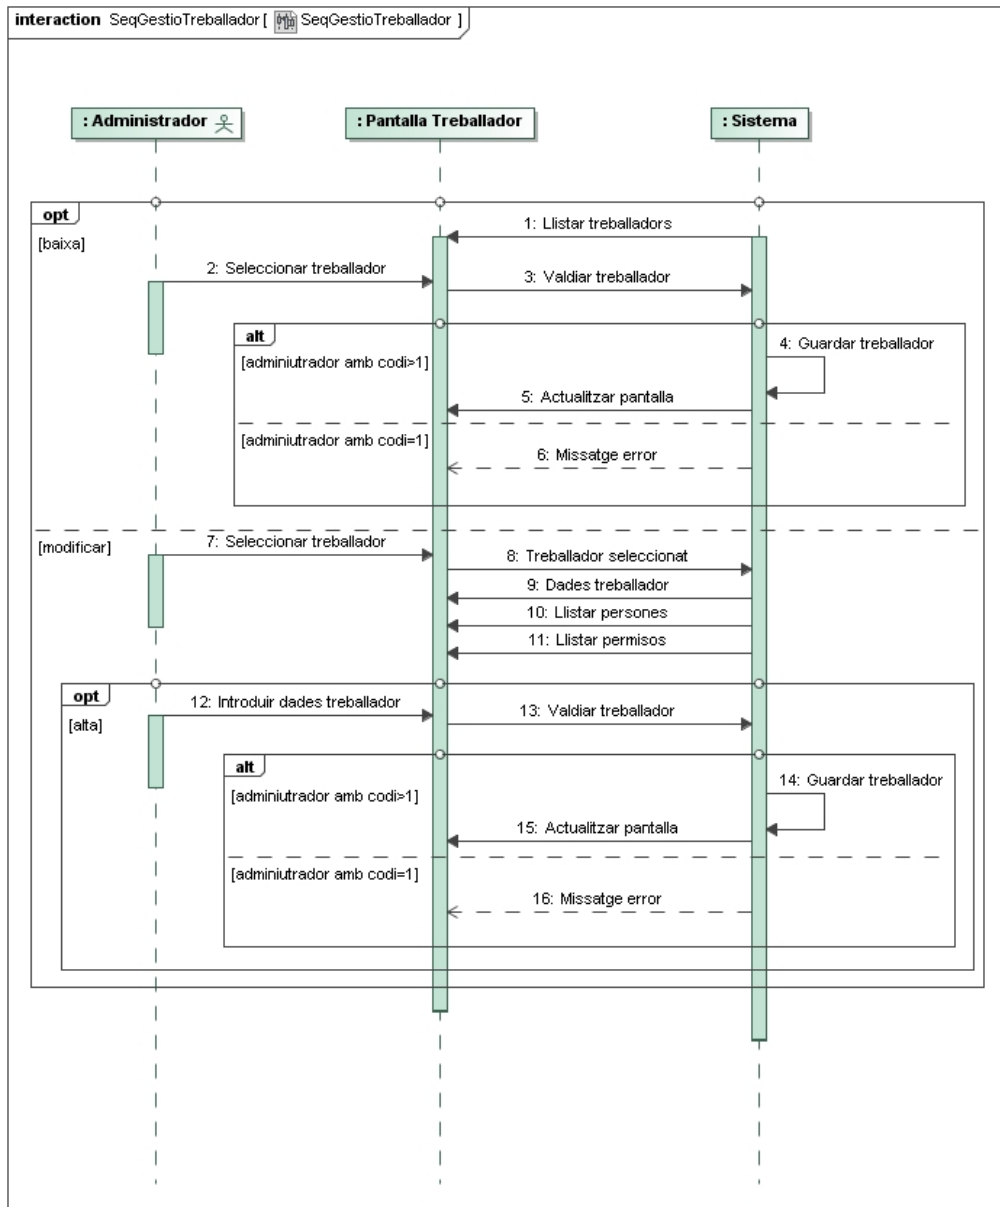 interaction SeqGestioTreballador [ SeqGestioTreballador ]
: Administrador
: Pantalla Treballador
: Sistema
opt
[baixa]
1: Llistar treballadors
2: Seleccionar treballador
3: Valdiar treballador
alt
[adminiutrador amb codi>1]
4: Guardar treballador
5: Actualitzar pantalla
[adminiutrador amb codi=1]
6: Missatge error
[modificar]
7: Seleccionar treballador
8: Treballador seleccionat
9: Dades treballador
10: Llistar persones
11: Llistar permisos
opt
[alta]
12: Introduir dades treballador
13: Valdiar treballador
alt
[adminiutrador amb codi>1]
14: Guardar treballador
15: Actualitzar pantalla
[adminiutrador amb codi=1]
16: Missatge error